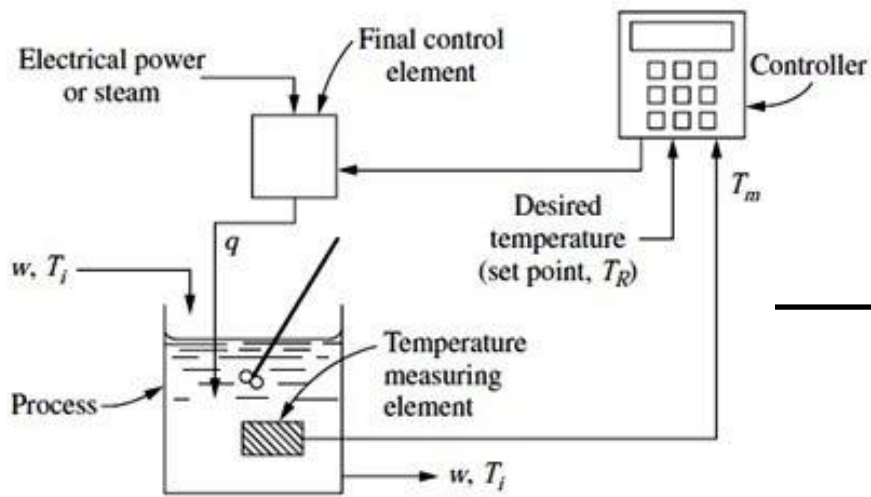 Electrical power
or steam
Final control
element
Controller
T_m
Desired
temperature
(set point, T_R)
q
w, T_i
Temperature
measuring
element
Process
w, T_i